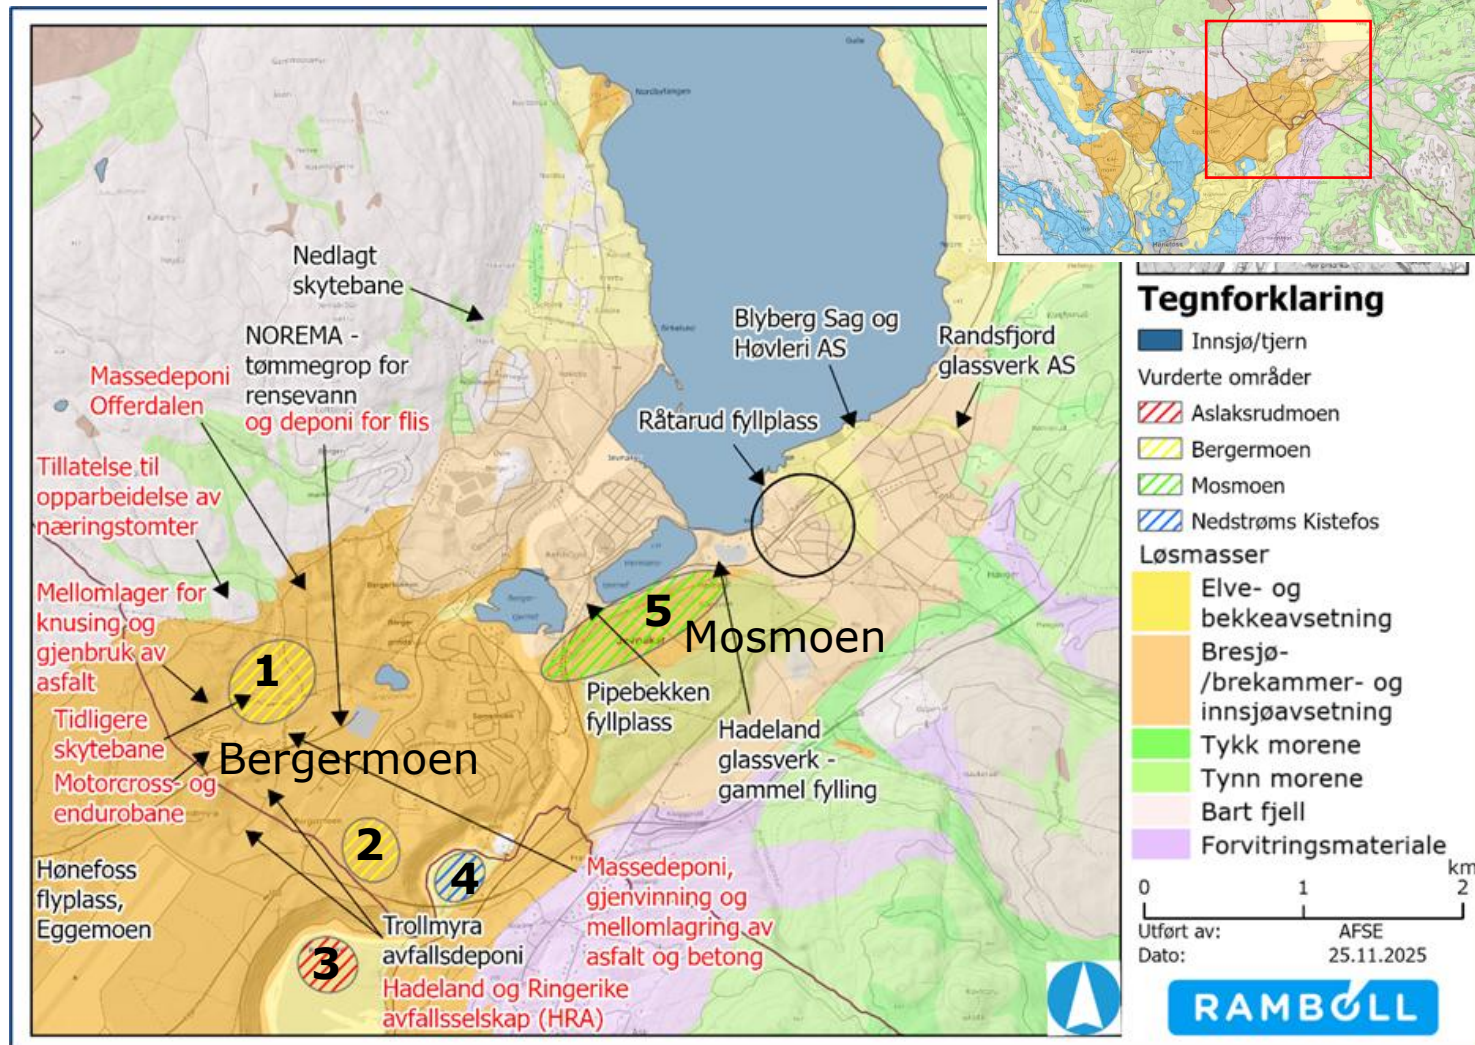 Nordbytangen
Nedlagt
skytebane
NOREMA -
tømmegrop for
rensevann
og deponi for flis
Massedeponi
Offerdalen
Tillatelse til
opparbeidelse av
næringstomter
Mellomlager for
knusing og
gjenbruk av
asfalt
Tidligere
skytebane
Motorcross- og
endurobane
Hønefoss
flyplass,
Eggemoen
Blyberg Sag og
Høvleri AS
Randsfjord
glassverk AS
Råtarud fyllplass
1
2
3
4
5
Mosmoen
Bergermoen
Bergermoen
Jevnaker
Pipebekken
fyllplass
Hadeland
glassverk -
gammel fylling
Trollmyra
avfallsdeponi
Hadeland og Ringerike
avfallsselskap (HRA)
Massedeponi,
gjenvinning og
mellomlagring av
asfalt og betong
Hønefoss
Tegnforklaring
Innsjø/tjern
Vurderte områder
Aslaksrudmoen
Bergermoen
Mosmoen
Nedstrøms Kistefos
Løsmasser
Elve- og
bekkeavsetning
Bresjø-
/brekammer- og
innsjøavsetning
Tykk morene
Tynn morene
Bart fjell
Forvitringsmateriale
km
0 1 2
Utført av: AFSE
Dato: 25.11.2025
RAMBOLL